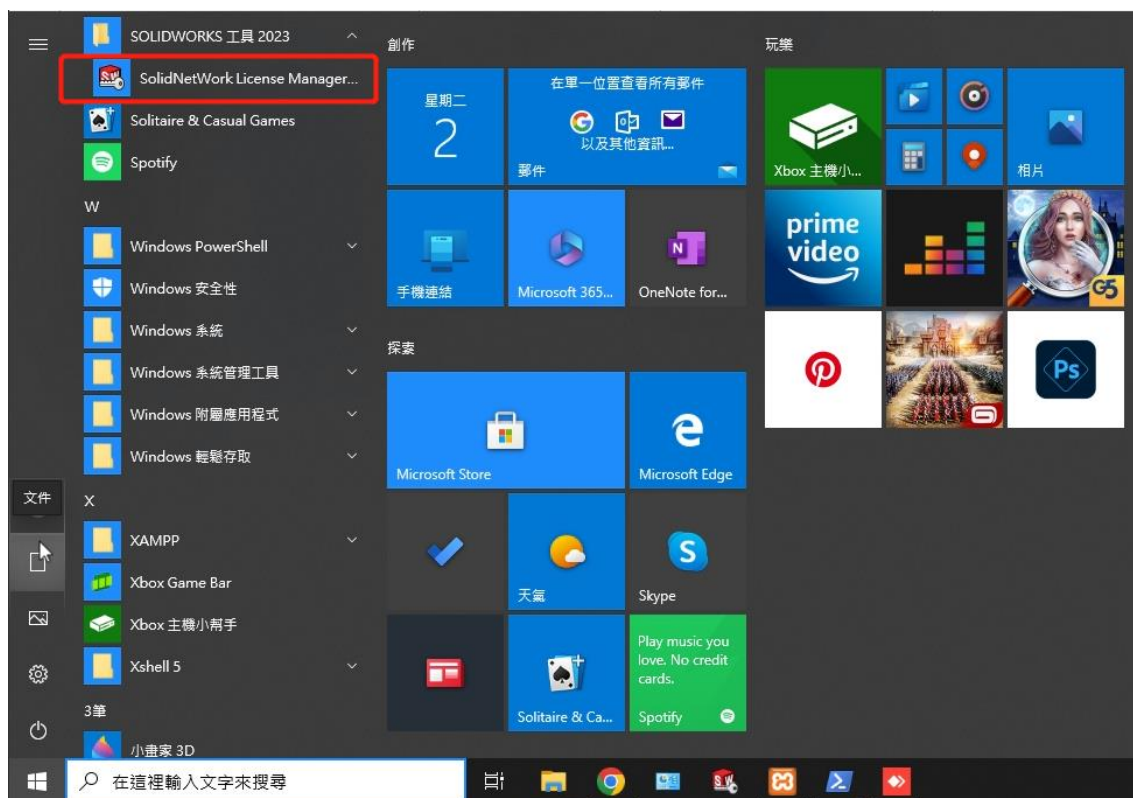 SOLIDWORKS 工具 2023
SolidNetWork License Manager...
Solitaire & Casual Games
Spotify
W
Windows PowerShell
Windows 安全性
Windows 系統
Windows 系統管理工具
Windows 附屬應用程式
Windows 輕鬆存取
文件
X
XAMPP
Xbox Game Bar
Xbox 主機小幫手
Xshell 5
3筆
小畫家 3D
創作
星期二
2
在單一位置查看所有郵件
以及其他資訊...
郵件
手機連結
Microsoft 365...
OneNote for...
探索
Microsoft Store
Microsoft Edge
天氣
Skype
Solitaire & Ca...
Play music you
love. No credit
cards.
Spotify
玩樂
Xbox 主機小...
相片
prime
video
G5
Ps
在這裡輸入文字來搜尋